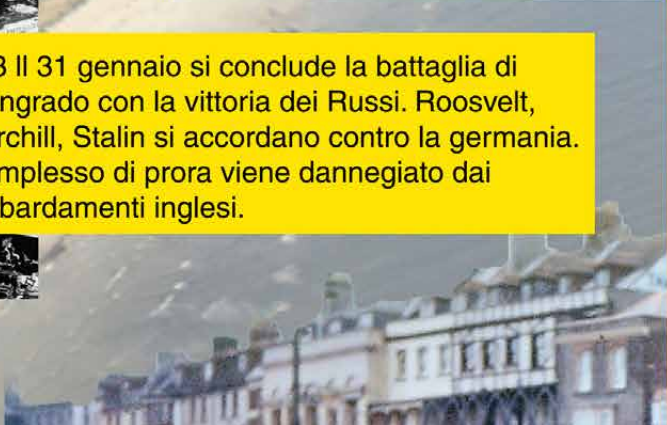 3 Il 31 gennaio si conclude la battaglia di
ngrado con la vittoria dei Russi. Roosvelt,
rchill, Stalin si accordano contro la germania.
mplesso di prora viene dannegiato dai
bardamenti inglesi.